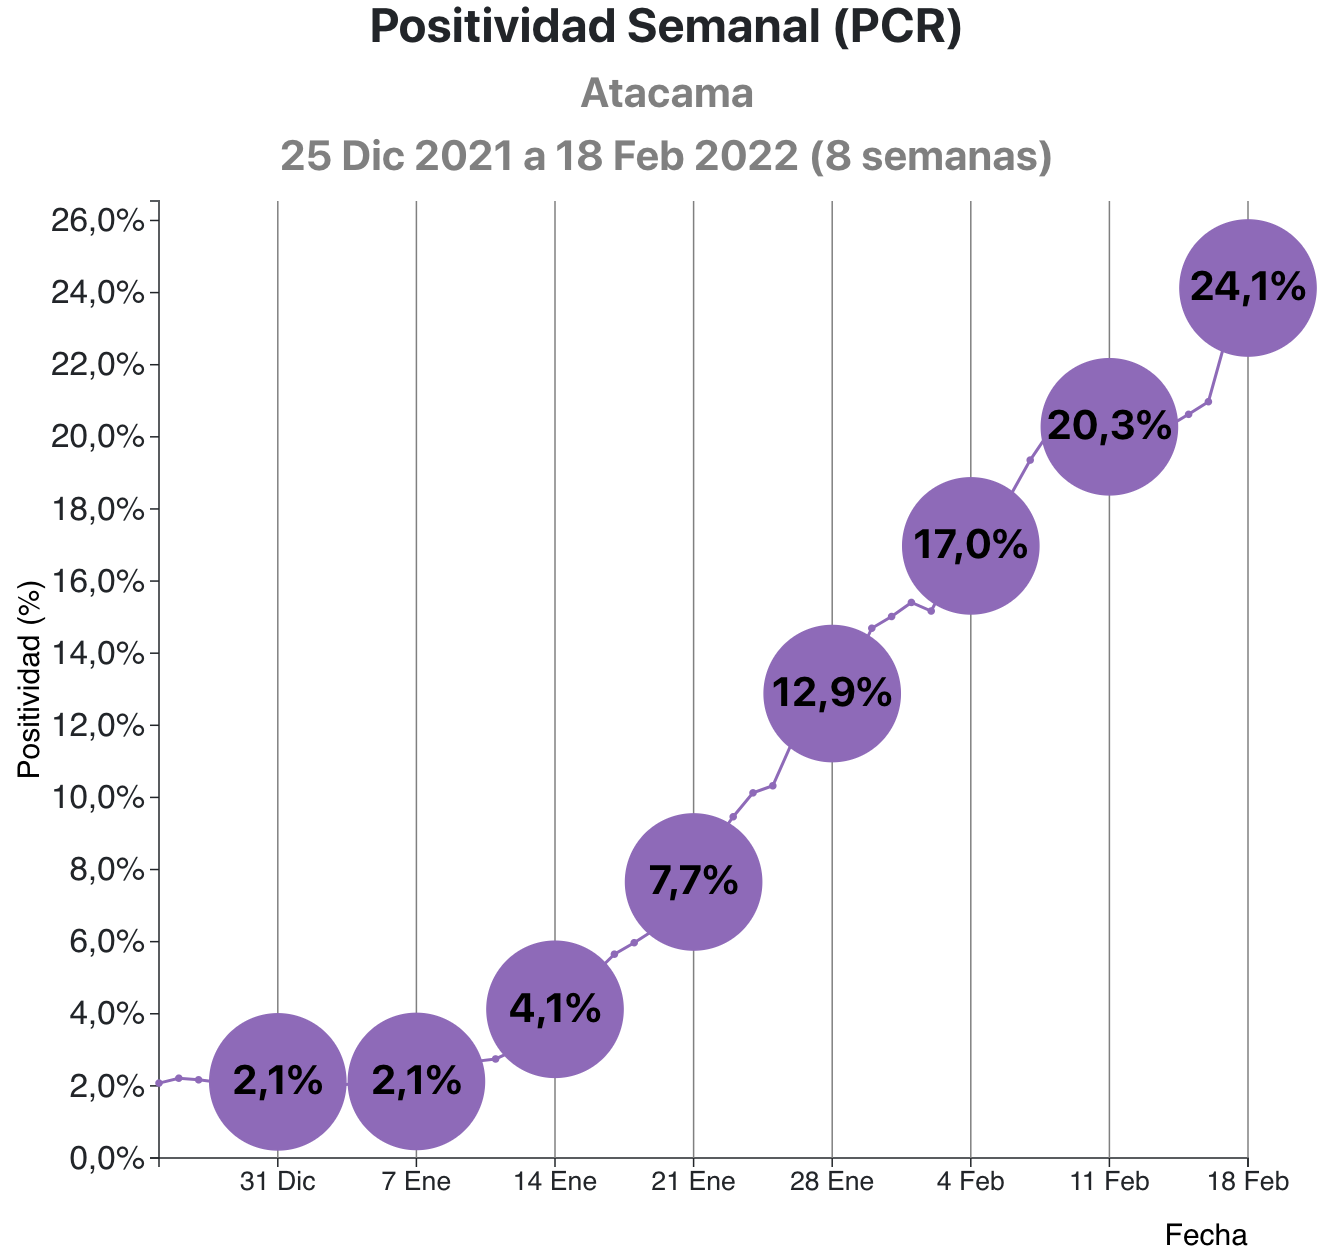 Positividad Semanal (PCR)
Atacama
25 Dic 2021 a 18 Feb 2022 (8 semanas)
26,0%
24,0%
22,0%
20,0%
18,0%
16,0%
14,0%
12,0%
10,0%
8,0%
6,0%
4,0%
2,0%
0,0%
Positividad (%)
2,1%
2,1%
4,1%
7,7%
12,9%
17,0%
20,3%
24,1%
31 Dic
7 Ene
14 Ene
21 Ene
28 Ene
4 Feb
11 Feb
18 Feb
Fecha